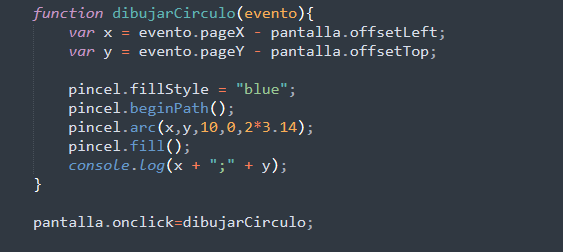 function dibujarCirculo(evento){
var x = evento.pageX - pantalla.offsetLeft;
var y = evento.pageY - pantalla.offsetTop;
pincel.fillStyle = "blue";
pincel.beginPath();
pincel.arc(x,y,10,0,2*3.14);
pincel.fill();
console.log(x + ";" + y);
}
pantalla.onclick=dibujarCirculo;